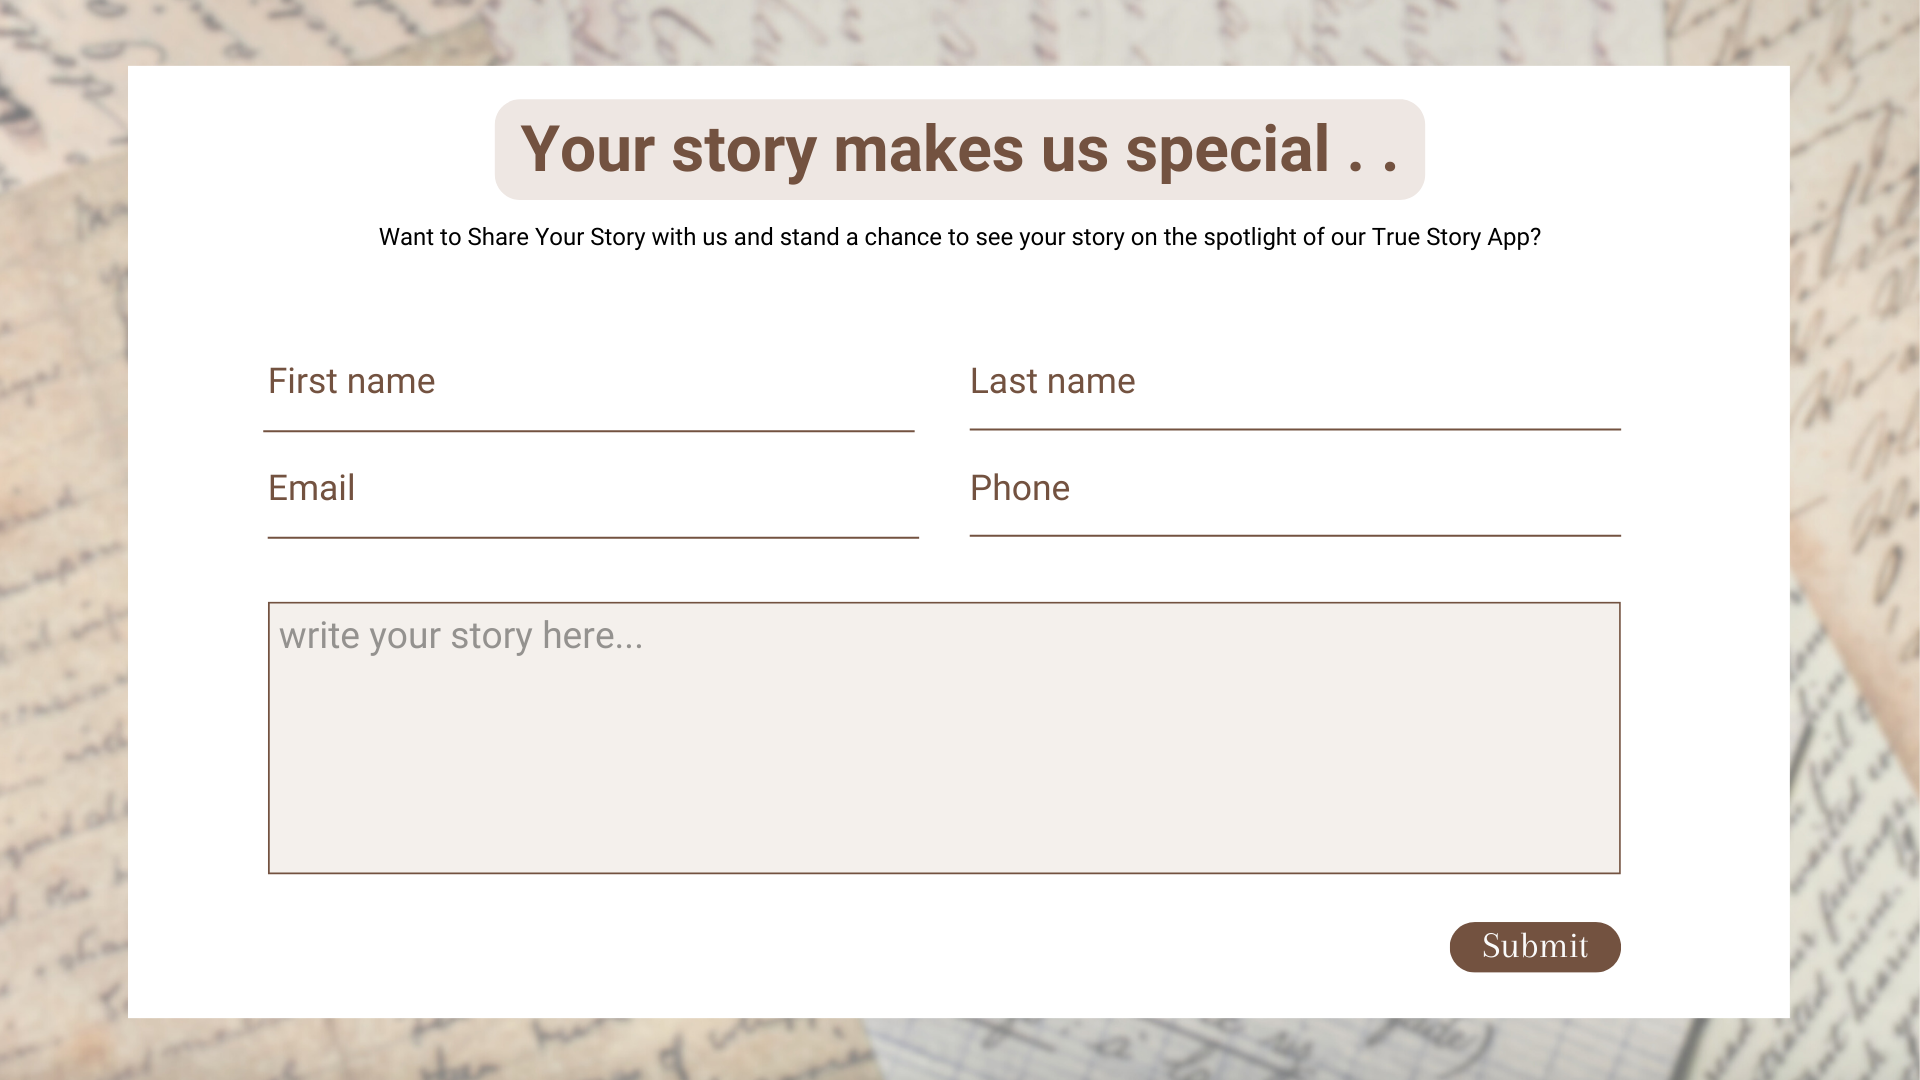 Your story makes us special . .
Want to Share Your Story with us and stand a chance to see your story on the spotlight of our True Story App?
First name
Last name
Email
Phone
write your story here...
Submit